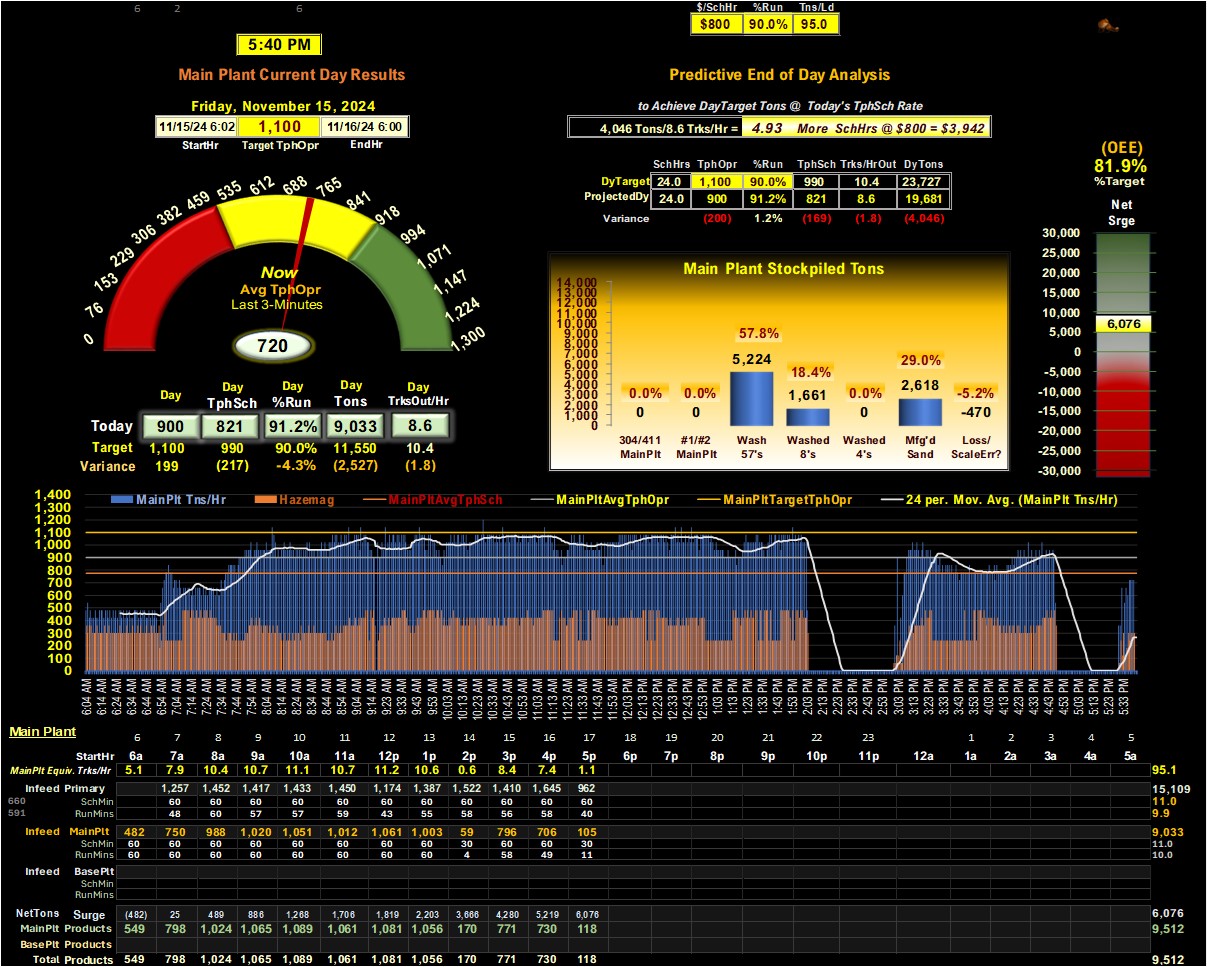 6 2 6
$/SchHr %Run Tns/Ld
$800 90.0% 95.0
5:40 PM
Main Plant Current Day Results
Predictive End of Day Analysis
Friday, November 15, 2024
to Achieve DayTarget Tons @ Today's TphSch Rate
11/15/24 6:02 1,100 11/16/24 6:00
StartHr Target TphOpr EndHr
4,046 Tons/8.6 Trks/Hr = 4.93 More SchHrs @ $800 = $3,942
(OEE)
81.9%
%Target
SchHrs TphOpr %Run TphSch Trks/HrOut DyTons
DyTarget 24.0 1,100 90.0% 990 10.4 23,727
ProjectedDy 24.0 900 91.2% 821 8.6 19,681
Variance (200) 1.2% (169) (1.8) (4,046)
Net
Srge
30,000
20,000
15,000
10,000
6,076
5,000
0
-5,000
-10,000
-15,000
-20,000
-30,000
0 76 153 229 306 382 459 535 612 688 765 841 918 994 1,071 1,147 1,224 1,300
Now
Avg TphOpr
Last 3-Minutes
720
Main Plant Stockpiled Tons
14,000
13,000
12,000
11,000
10,000
9,000
8,000
7,000
6,000
5,000
4,000
3,000
2,000
1,000
0
0.0% 0.0% 57.8% 18.4% 0.0% 29.0% -5.2%
0 0 5,224 1,661 0 2,618 -470
304/411 #1/#2 Wash Washed Washed Mfg'd Loss/
MainPlt MainPlt 57's 8's 4's Sand ScaleErr?
Day Day TphSch Day %Run Day Tons Day TrksOut/Hr
Today 900 821 91.2% 9,033 8.6
Target 1,100 990 90.0% 11,550 10.4
Variance 199 (217) -4.3% (2,527) (1.8)
MainPlt Tns/Hr Hazemag MainPltAvgTphSch MainPltAvgTphOpr MainPltTargetTphOpr 24 per. Mov. Avg. (MainPlt Tns/Hr)
1,400
1,300
1,200
1,100
1,000
900
800
700
600
500
400
300
200
100
0
6:04 AM 6:14 AM 6:24 AM 6:34 AM 6:44 AM 6:54 AM 7:04 AM 7:14 AM 7:24 AM 7:34 AM 7:44 AM 7:54 AM 8:04 AM 8:14 AM 8:24 AM 8:34 AM 8:44 AM 8:54 AM 9:04 AM 9:14 AM 9:23 AM 9:33 AM 9:43 AM 9:53 AM 10:03 AM 10:13 AM 10:23 AM 10:33 AM 10:43 AM 10:53 AM 11:03 AM 11:13 AM 11:23 AM 11:33 AM 11:43 AM 11:53 AM 12:03 PM 12:13 PM 12:23 PM 12:33 PM 12:43 PM 12:53 PM 1:03 PM 1:13 PM 1:23 PM 1:33 PM 1:43 PM 1:53 PM 2:03 PM 2:13 PM 2:23 PM 2:33 PM 2:43 PM 2:53 PM 3:03 PM 3:13 PM 3:23 PM 3:33 PM 3:43 PM 3:53 PM 4:03 PM 4:13 PM 4:23 PM 4:33 PM 4:43 PM 4:53 PM 5:03 PM 5:13 PM 5:23 PM 5:33 PM
Main Plant 6 7 8 9 10 11 12 13 14 15 16 17 18 19 20 21 22 23 1 2 3 4 5
StartHr 6a 7a 8a 9a 10a 11a 12p 1p 2p 3p 4p 5p 6p 7p 8p 9p 10p 11p 12a 1a 2a 3a 4a 5a
MainPlt Equiv. Trks/Hr 5.1 7.9 10.4 10.7 11.1 10.7 11.2 10.6 0.6 8.4 7.4 1.1 95.1
Infeed Primary 1,257 1,452 1,417 1,433 1,450 1,174 1,387 1,522 1,410 1,645 962 15,109
660 SchMin 60 60 60 60 60 60 60 60 60 60 60 11.0
591 RunMins 48 60 57 57 59 43 55 58 56 58 40 9.9
Infeed MainPlt 482 750 988 1,020 1,051 1,012 1,061 1,003 59 796 706 105 9,033
SchMin 60 60 60 60 60 60 60 60 30 60 60 30 11.0
RunMins 60 60 60 60 60 60 60 60 4 58 49 11 10.0
Infeed BasePlt
SchMin
RunMins
NetTons Surge (482) 25 489 886 1,268 1,706 1,819 2,203 3,666 4,280 5,219 6,076 6,076
MainPlt Products 549 798 1,024 1,065 1,089 1,061 1,081 1,056 170 771 730 118 9,512
BasePlt Products
Total Products 549 798 1,024 1,065 1,089 1,061 1,081 1,056 170 771 730 118 9,512